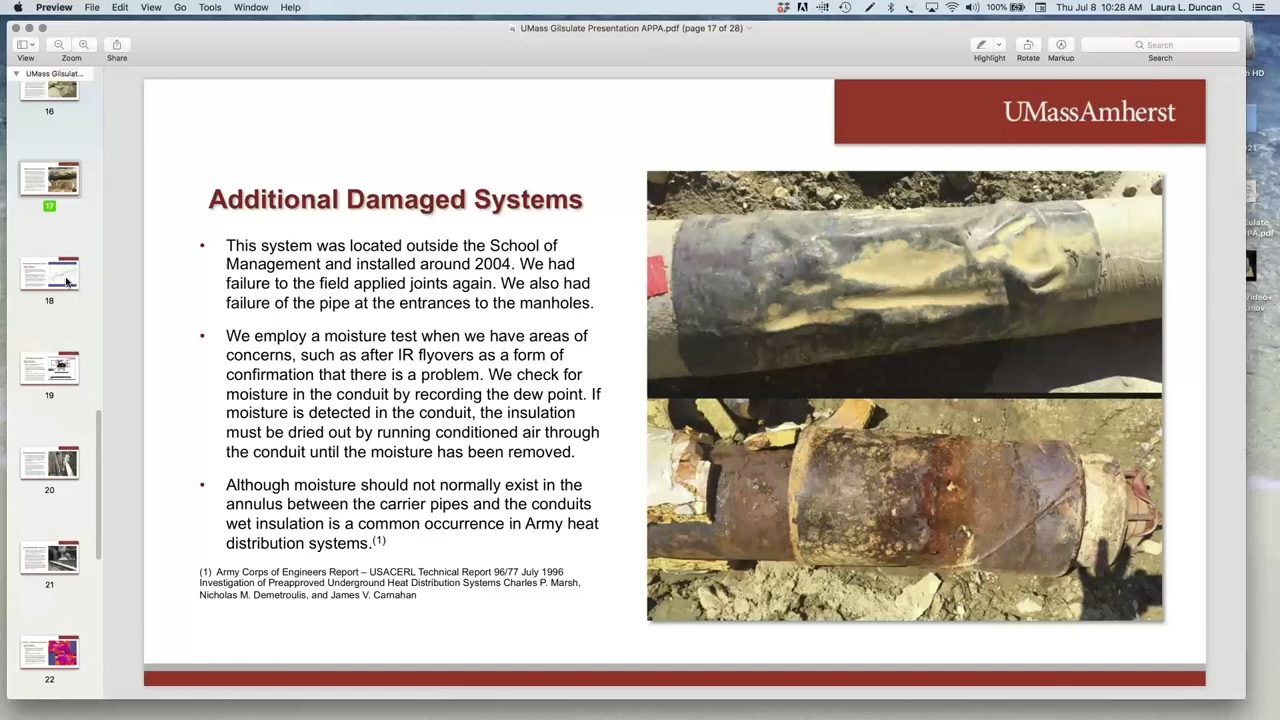 Preview File Edit View Go Tools Window Help
100% Thu Jul 8 10:28 AM Laura L. Duncan
UMass Gilsulate Presentation APPA.pdf (page 17 of 28)
View Zoom Share Highlight Rotate Markup Search
Search
UMass Gilsulat...
16
17
18
19
20
21
22
UMassAmherst
Additional Damaged Systems
• This system was located outside the School of
Management and installed around 2004. We had
failure to the field applied joints again. We also had
failure of the pipe at the entrances to the manholes.
• We employ a moisture test when we have areas of
concerns, such as after IR flyovers as a form of
confirmation that there is a problem. We check for
moisture in the conduit by recording the dew point. If
moisture is detected in the conduit, the insulation
must be dried out by running conditioned air through
the conduit until the moisture has been removed.
• Although moisture should not normally exist in the
annulus between the carrier pipes and the conduits
wet insulation is a common occurrence in Army heat
distribution systems.(1)
(1) Army Corps of Engineers Report – USACERL Technical Report 96/77 July 1996
Investigation of Preapproved Underground Heat Distribution Systems Charles P. Marsh,
Nicholas M. Demetroulis, and James V. Carnahan